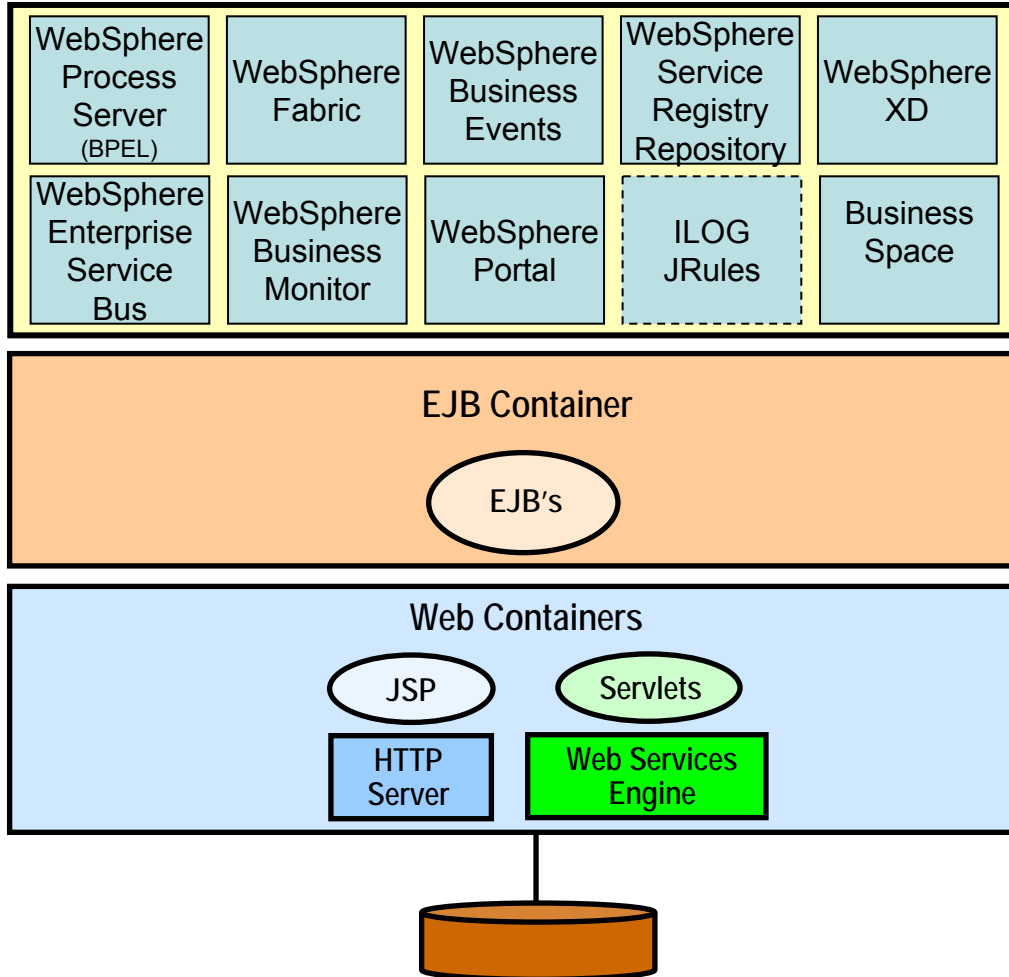 WebSphere
Process
Server
(BPEL)
WebSphere
Fabric
WebSphere
Business
Events
WebSphere
Service
Registry
Repository
WebSphere
XD
WebSphere
Enterprise
Service
Bus
WebSphere
Business
Monitor
WebSphere
Portal
ILOG
JRules
Business
Space
EJB Container
EJB's
Web Containers
JSP
Servlets
HTTP
Server
Web Services
Engine